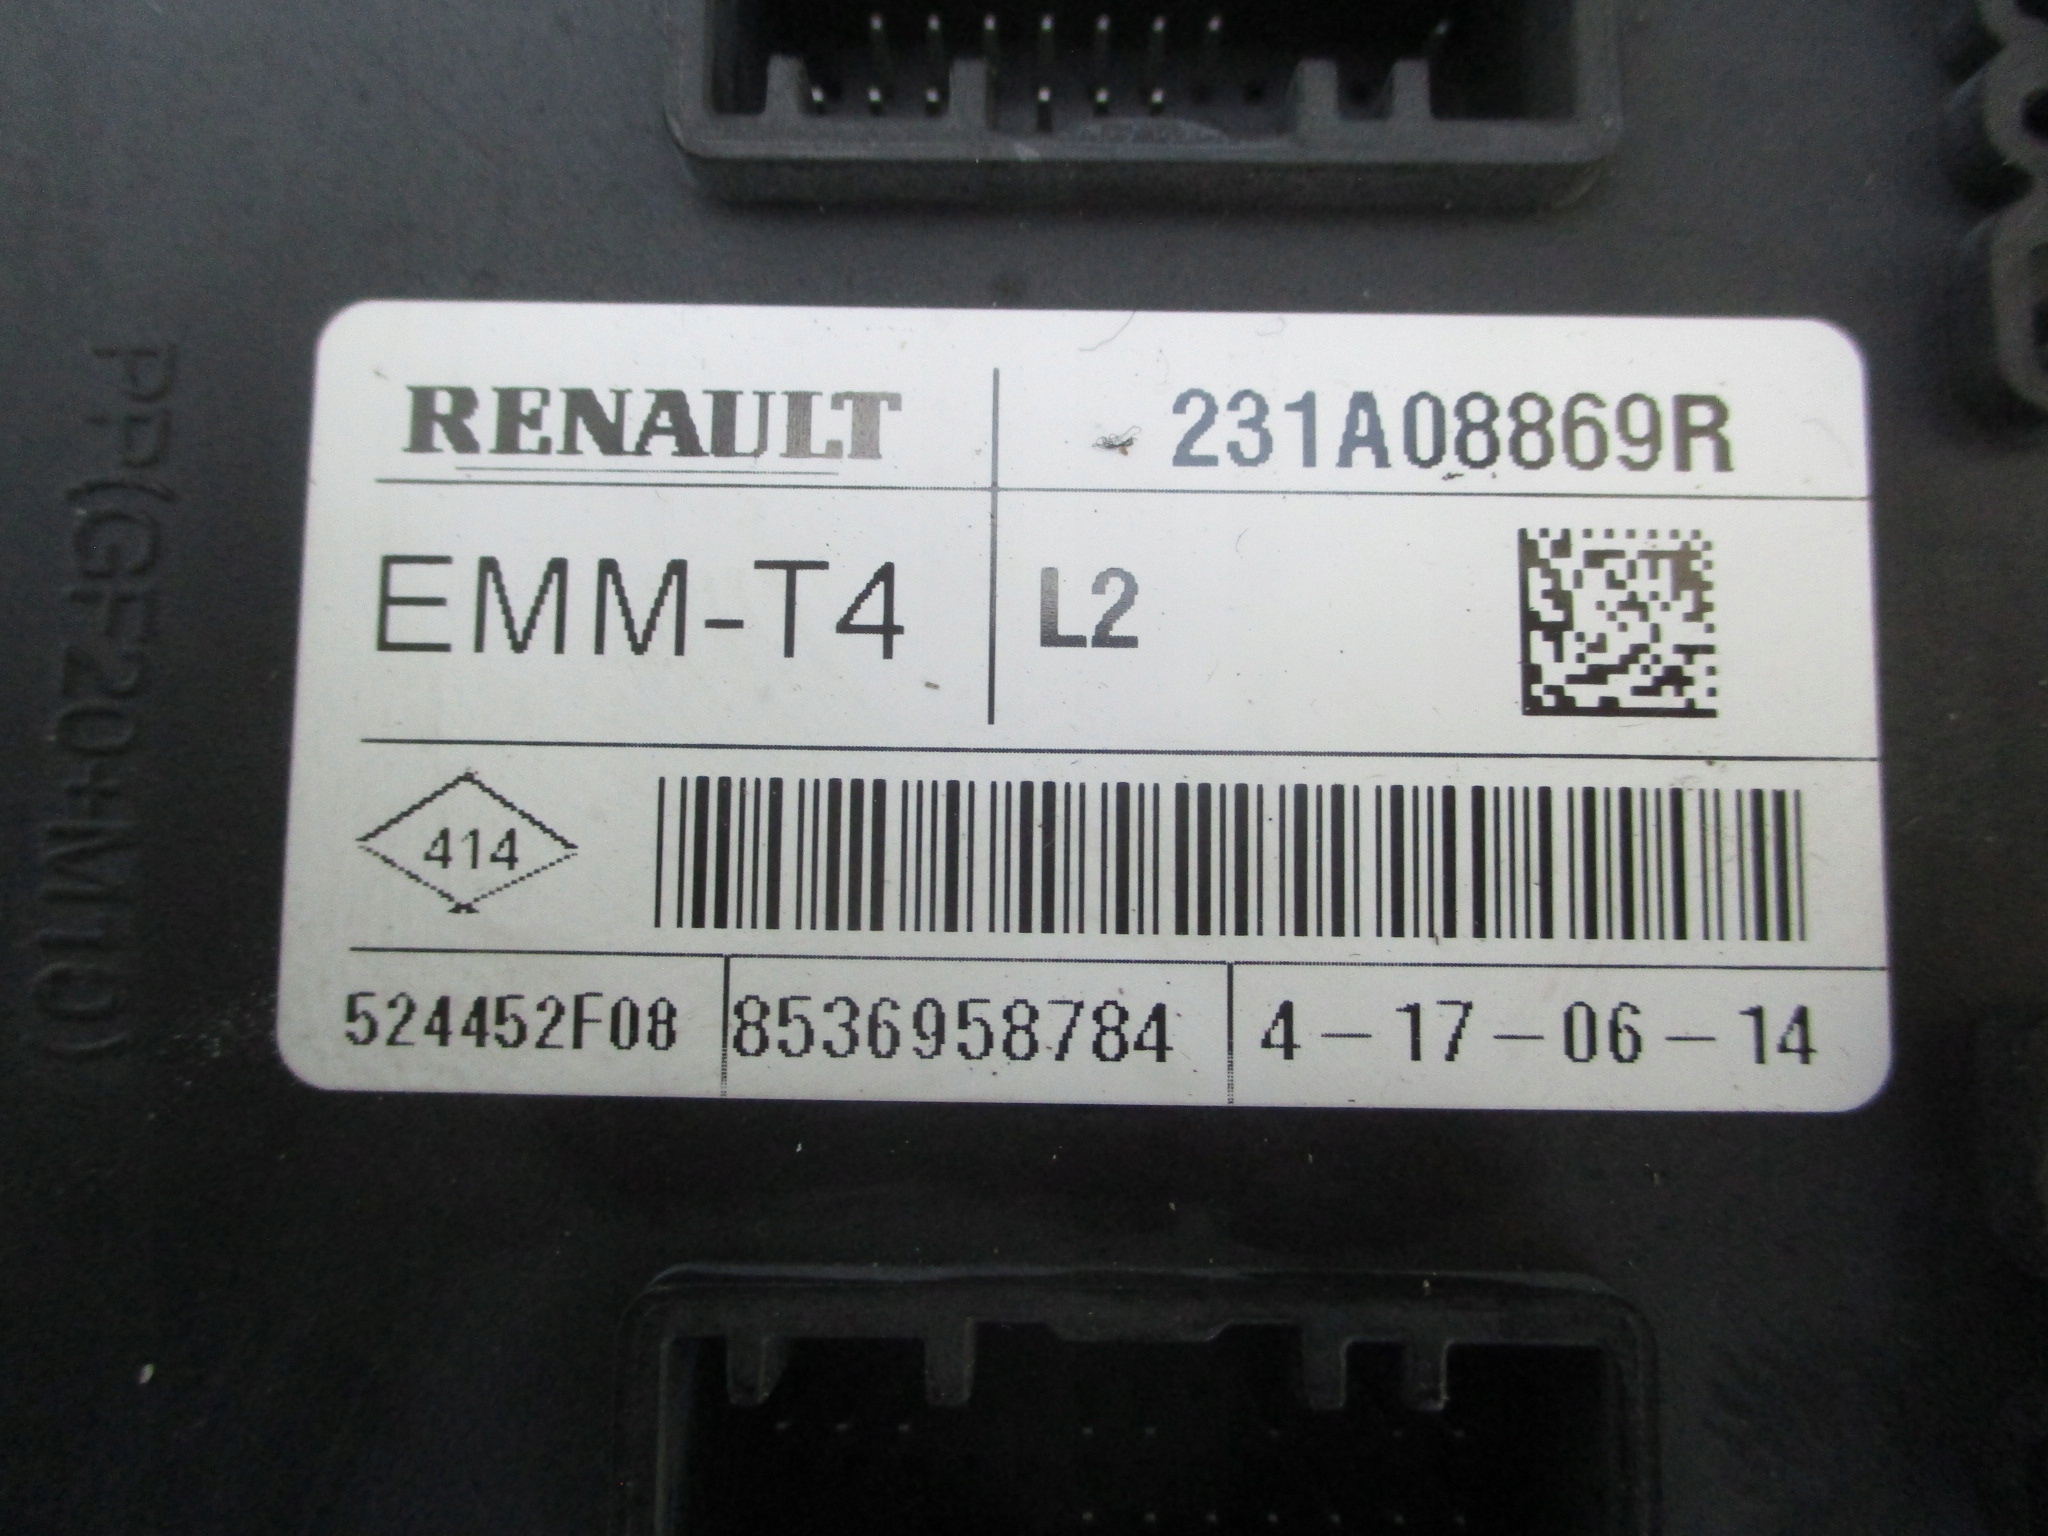 RENAULT 231A08869R
EMM-T4 L2
414
524452F08 8536958784 4-17-06-14
PP(GF20+M10)